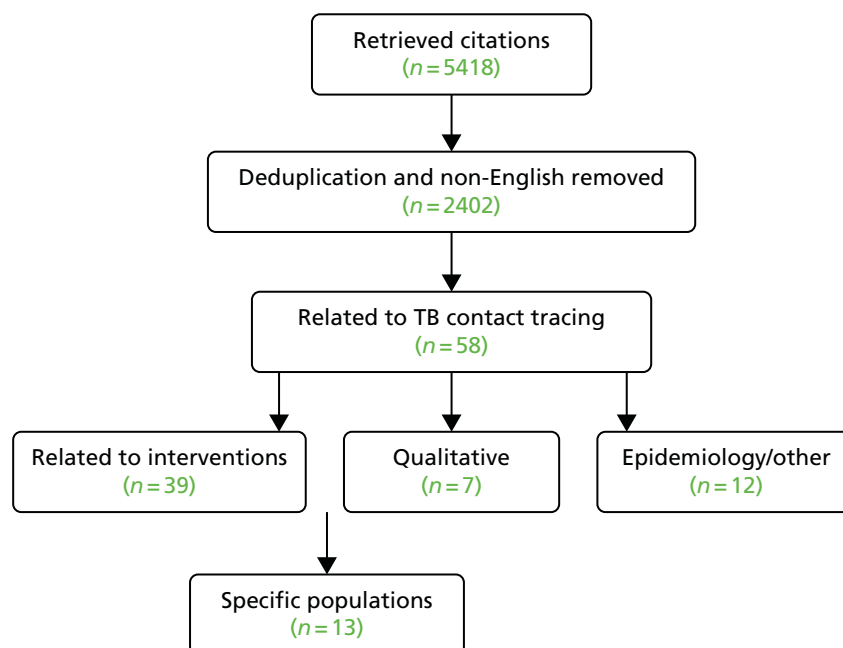 Retrieved citations
(n = 5418)
Deduplication and non-English removed
(n = 2402)
Related to TB contact tracing
(n = 58)
Related to interventions
(n = 39)
Qualitative
(n = 7)
Epidemiology/other
(n = 12)
Specific populations
(n = 13)